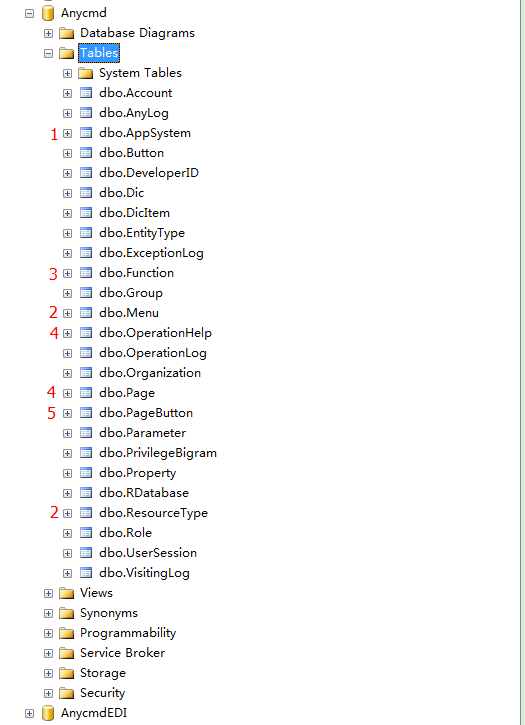 Anycmd
Database Diagrams
Tables
System Tables
dbo.Account
dbo.AnyLog
1 dbo.AppSystem
dbo.Button
dbo.DeveloperID
dbo.Dic
dbo.DicItem
dbo.EntityType
dbo.ExceptionLog
3 dbo.Function
dbo.Group
2 dbo.Menu
4 dbo.OperationHelp
dbo.OperationLog
dbo.Organization
4 dbo.Page
5 dbo.PageButton
dbo.Parameter
dbo.PrivilegeBigram
dbo.Property
dbo.RDatabase
2 dbo.ResourceType
dbo.Role
dbo.UserSession
dbo.VisitingLog
Views
Synonyms
Programmability
Service Broker
Storage
Security
AnycmdEDI